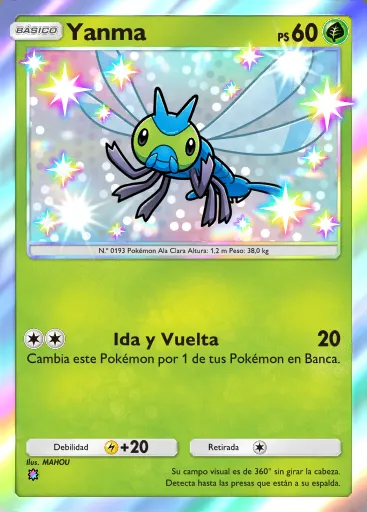 BÁSICO
Yanma
PS 60
N.º 0193 Pokémon Ala Clara Altura: 1,2 m Peso: 38,0 kg
Ida y Vuelta 20
Cambia este Pokémon por 1 de tus Pokémon en Banca.
Debilidad +20 Retirada
Ilus. MAHOU
Su campo visual es de 360° sin girar la cabeza.
Detecta hasta las presas que están a su espalda.